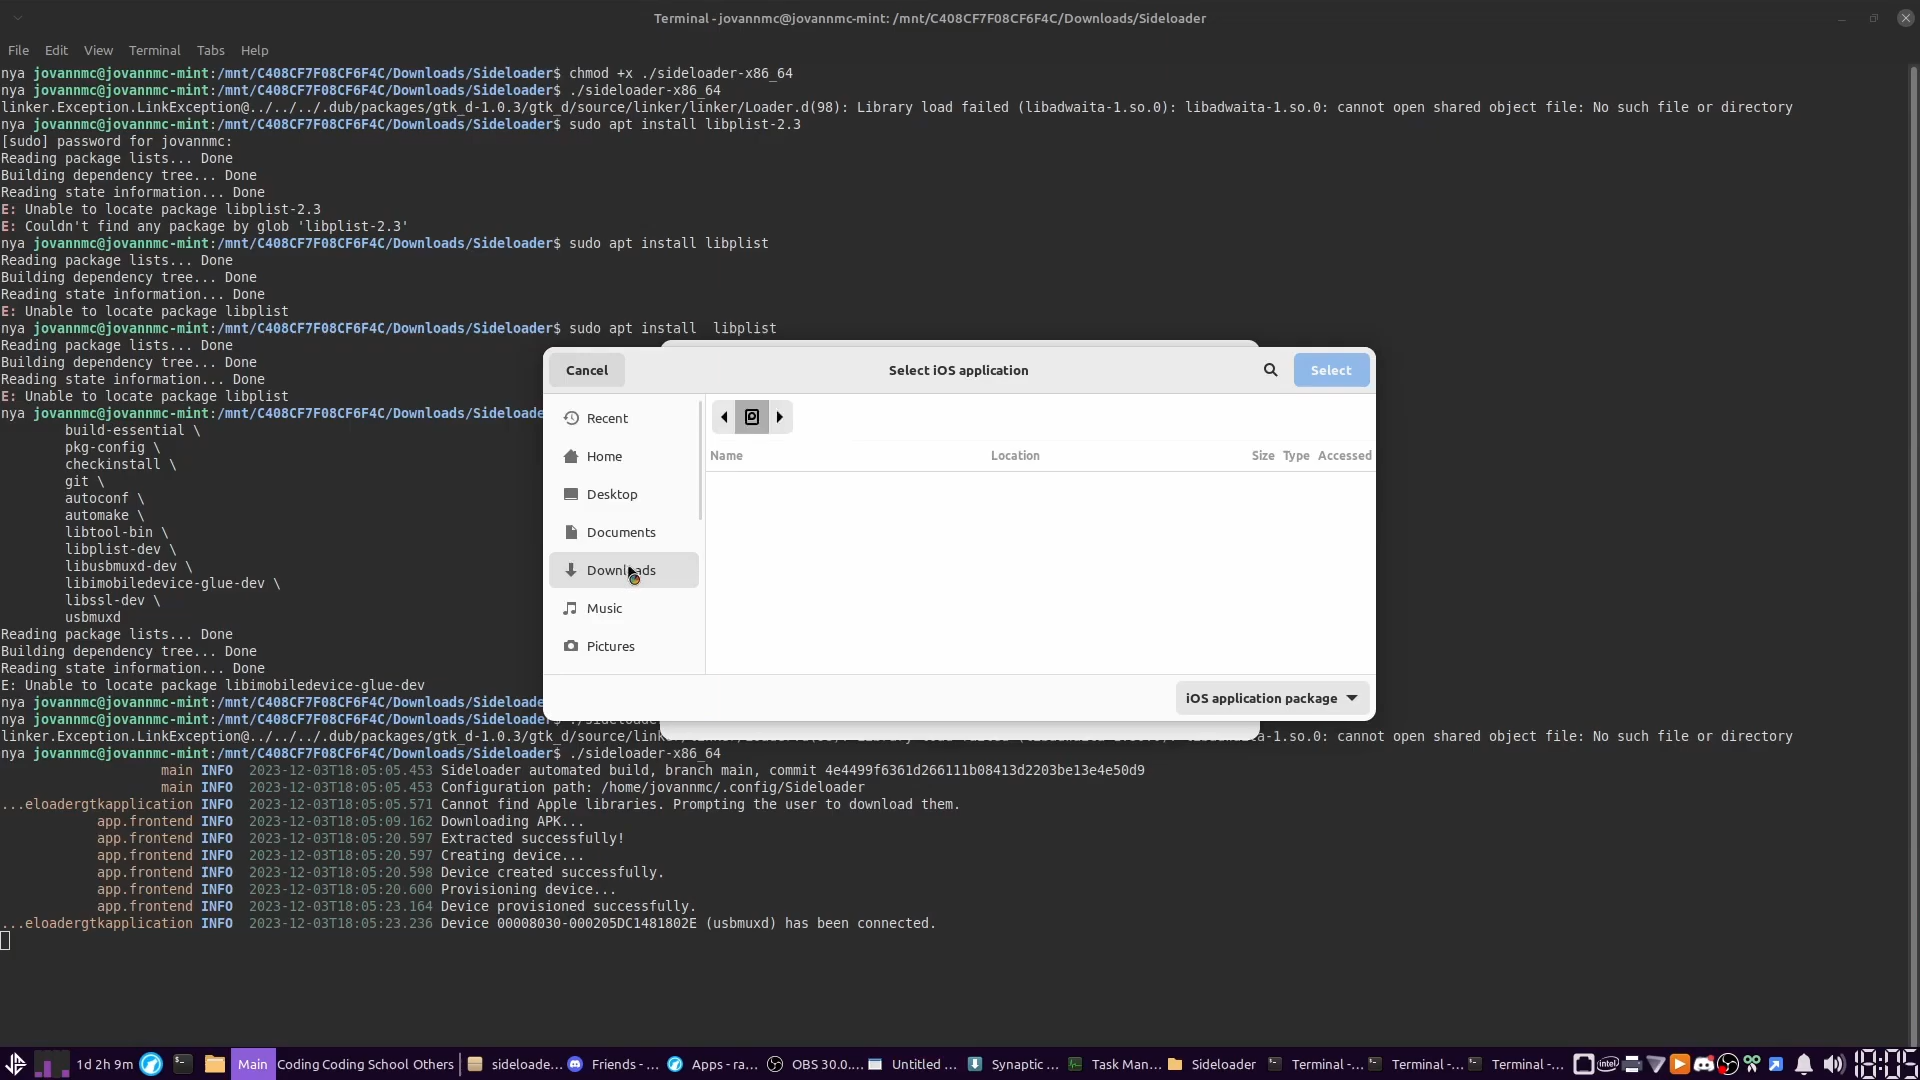 Terminal - jovannmc@jovannmc-mint: /mnt/C408CF7F08CF6F4C/Downloads/Sideloader
File Edit View Terminal Tabs Help
nya jovannmc@jovannmc-mint:/mnt/C408CF7F08CF6F4C/Downloads/Sideloader$ chmod +x ./sideloader-x86_64
nya jovannmc@jovannmc-mint:/mnt/C408CF7F08CF6F4C/Downloads/Sideloader$ ./sideloader-x86_64
linker.Exception.LinkException@../../../.dub/packages/gtk_d-1.0.3/gtk_d/source/linker/linker/Loader.d(98): Library load failed (libadwaita-1.so.0): libadwaita-1.so.0: cannot open shared object file: No such file or directory
nya jovannmc@jovannmc-mint:/mnt/C408CF7F08CF6F4C/Downloads/Sideloader$ sudo apt install libplist-2.3
[sudo] password for jovannmc:
Reading package lists... Done
Building dependency tree... Done
Reading state information... Done
E: Unable to locate package libplist-2.3
E: Couldn't find any package by glob 'libplist-2.3'
nya jovannmc@jovannmc-mint:/mnt/C408CF7F08CF6F4C/Downloads/Sideloader$ sudo apt install libplist
Reading package lists... Done
Building dependency tree... Done
Reading state information... Done
E: Unable to locate package libplist
nya jovannmc@jovannmc-mint:/mnt/C408CF7F08CF6F4C/Downloads/Sideloader$ sudo apt install  libplist
Reading package lists... Done
Building dependency tree... Done
Reading state information... Done
E: Unable to locate package libplist
nya jovannmc@jovannmc-mint:/mnt/C408CF7F08CF6F4C/Downloads/Sideloade
build-essential \
pkg-config \
checkinstall \
git \
autoconf \
automake \
libtool-bin \
libplist-dev \
libusbmuxd-dev \
libimobiledevice-glue-dev \
libssl-dev \
usbmuxd
Reading package lists... Done
Building dependency tree... Done
Reading state information... Done
E: Unable to locate package libimobiledevice-glue-dev
nya jovannmc@jovannmc-mint:/mnt/C408CF7F08CF6F4C/Downloads/Sideloade
nya jovannmc@jovannmc-mint:/mnt/C408CF7F08CF6F4C/Downloads/Sideloade
linker.Exception.LinkException@../../../.dub/packages/gtk_d-1.0.3/gtk_d/source/link
-1.so.0: cannot open shared object file: No such file or directory
nya jovannmc@jovannmc-mint:/mnt/C408CF7F08CF6F4C/Downloads/Sideloader$ ./sideloader-x86_64
main INFO 2023-12-03T18:05:05.453 Sideloader automated build, branch main, commit 4e4499f6361d266111b08413d2203be13e4e50d9
main INFO 2023-12-03T18:05:05.453 Configuration path: /home/jovannmc/.config/Sideloader
...eloadergtkapplication INFO 2023-12-03T18:05:05.571 Cannot find Apple libraries. Prompting the user to download them.
app.frontend INFO 2023-12-03T18:05:09.162 Downloading APK...
app.frontend INFO 2023-12-03T18:05:20.597 Extracted successfully!
app.frontend INFO 2023-12-03T18:05:20.597 Creating device...
app.frontend INFO 2023-12-03T18:05:20.598 Device created successfully.
app.frontend INFO 2023-12-03T18:05:20.600 Provisioning device...
app.frontend INFO 2023-12-03T18:05:23.164 Device provisioned successfully.
...eloadergtkapplication INFO 2023-12-03T18:05:23.236 Device 00008030-000205DC1481802E (usbmuxd) has been connected.
Cancel Select iOS application Select
Recent
Home
Desktop
Documents
Downloads
Music
Pictures
Name Location Size Type Accessed
iOS application package
1d 2h 9m Main Coding Coding School Others sideloade... Friends - ... Apps - ra... OBS 30.0.... Untitled ... Synaptic ... Task Man... Sideloader Terminal -... Terminal -... Terminal -... intel 18:05